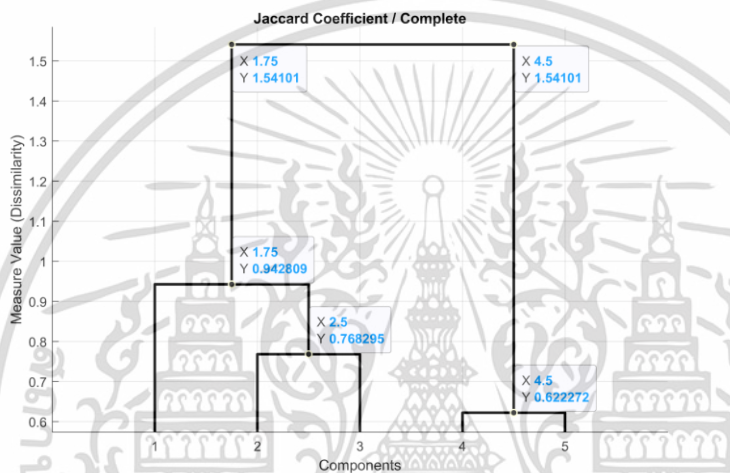 Jaccard Coefficient / Complete
Measure Value (Dissimilarity)
1.5
1.4
1.3
1.2
1.1
1
0.9
0.8
0.7
0.6
X 1.75
Y 1.54101
X 4.5
Y 1.54101
X 1.75
Y 0.942809
X 2.5
Y 0.768295
X 4.5
Y 0.622272
1 2 3 4 5
Components